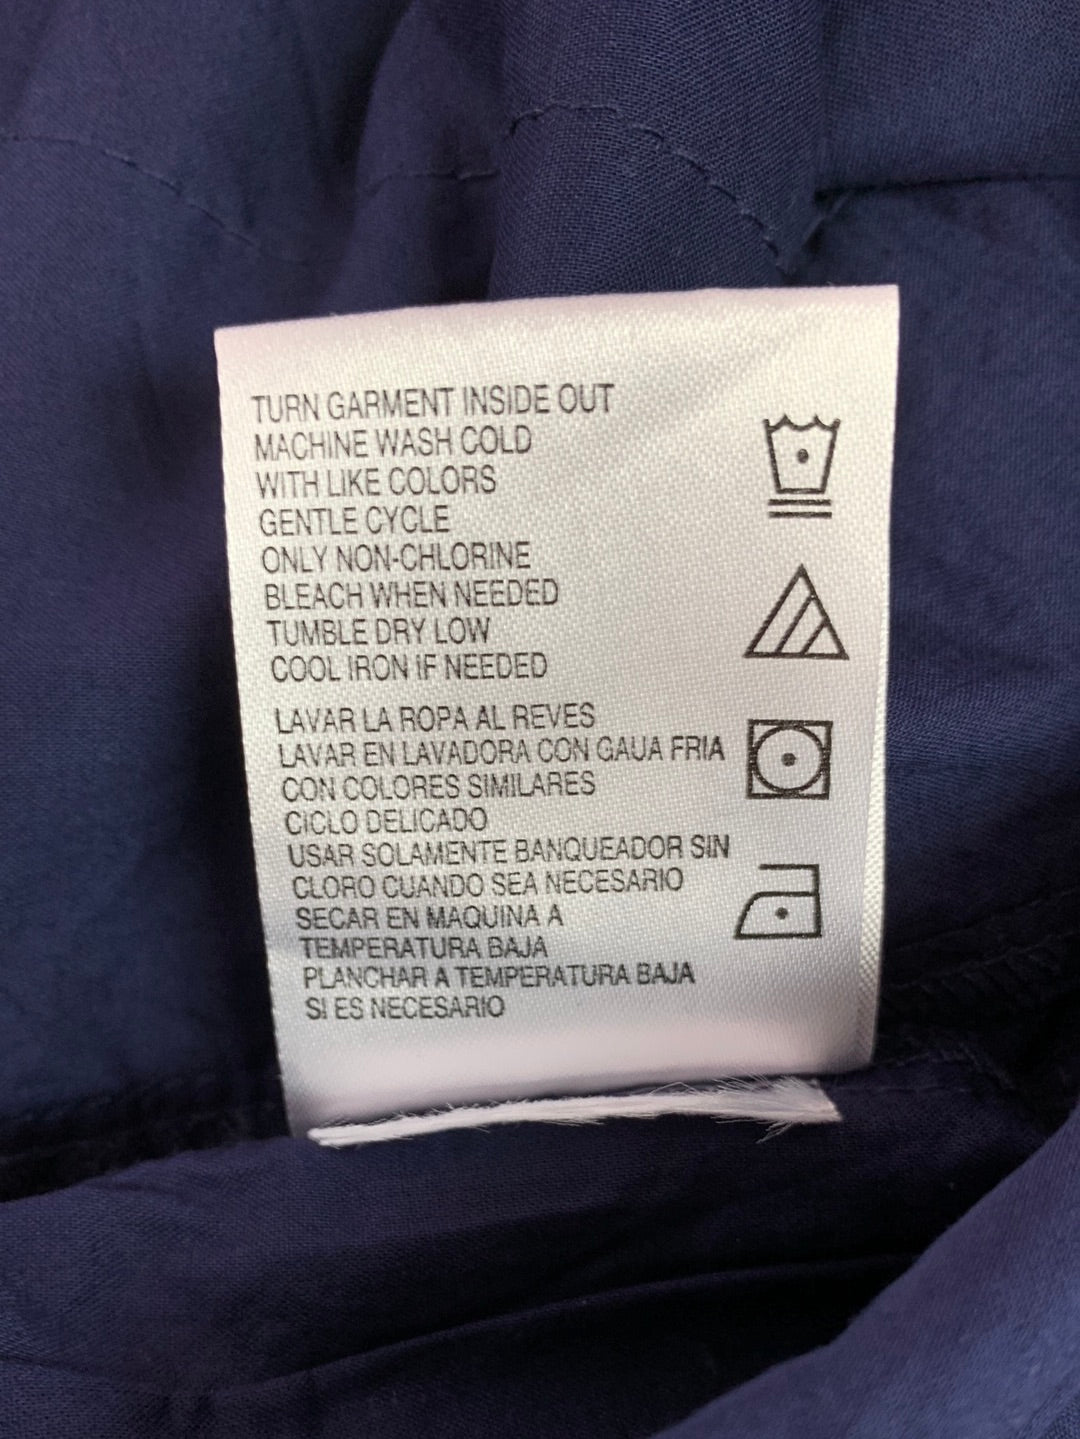 TURN GARMENT INSIDE OUT
MACHINE WASH COLD
WITH LIKE COLORS
GENTLE CYCLE
ONLY NON-CHLORINE
BLEACH WHEN NEEDED
TUMBLE DRY LOW
COOL IRON IF NEEDED
LAVAR LA ROPA AL REVES
LAVAR EN LAVADORA CON GAUA FRIA
CON COLORES SIMILARES
CICLO DELICADO
USAR SOLAMENTE BANQUEADOR SIN
CLORO CUANDO SEA NECESARIO
SECAR EN MAQUINA A
TEMPERATURA BAJA
PLANCHAR A TEMPERATURA BAJA
SI ES NECESARIO